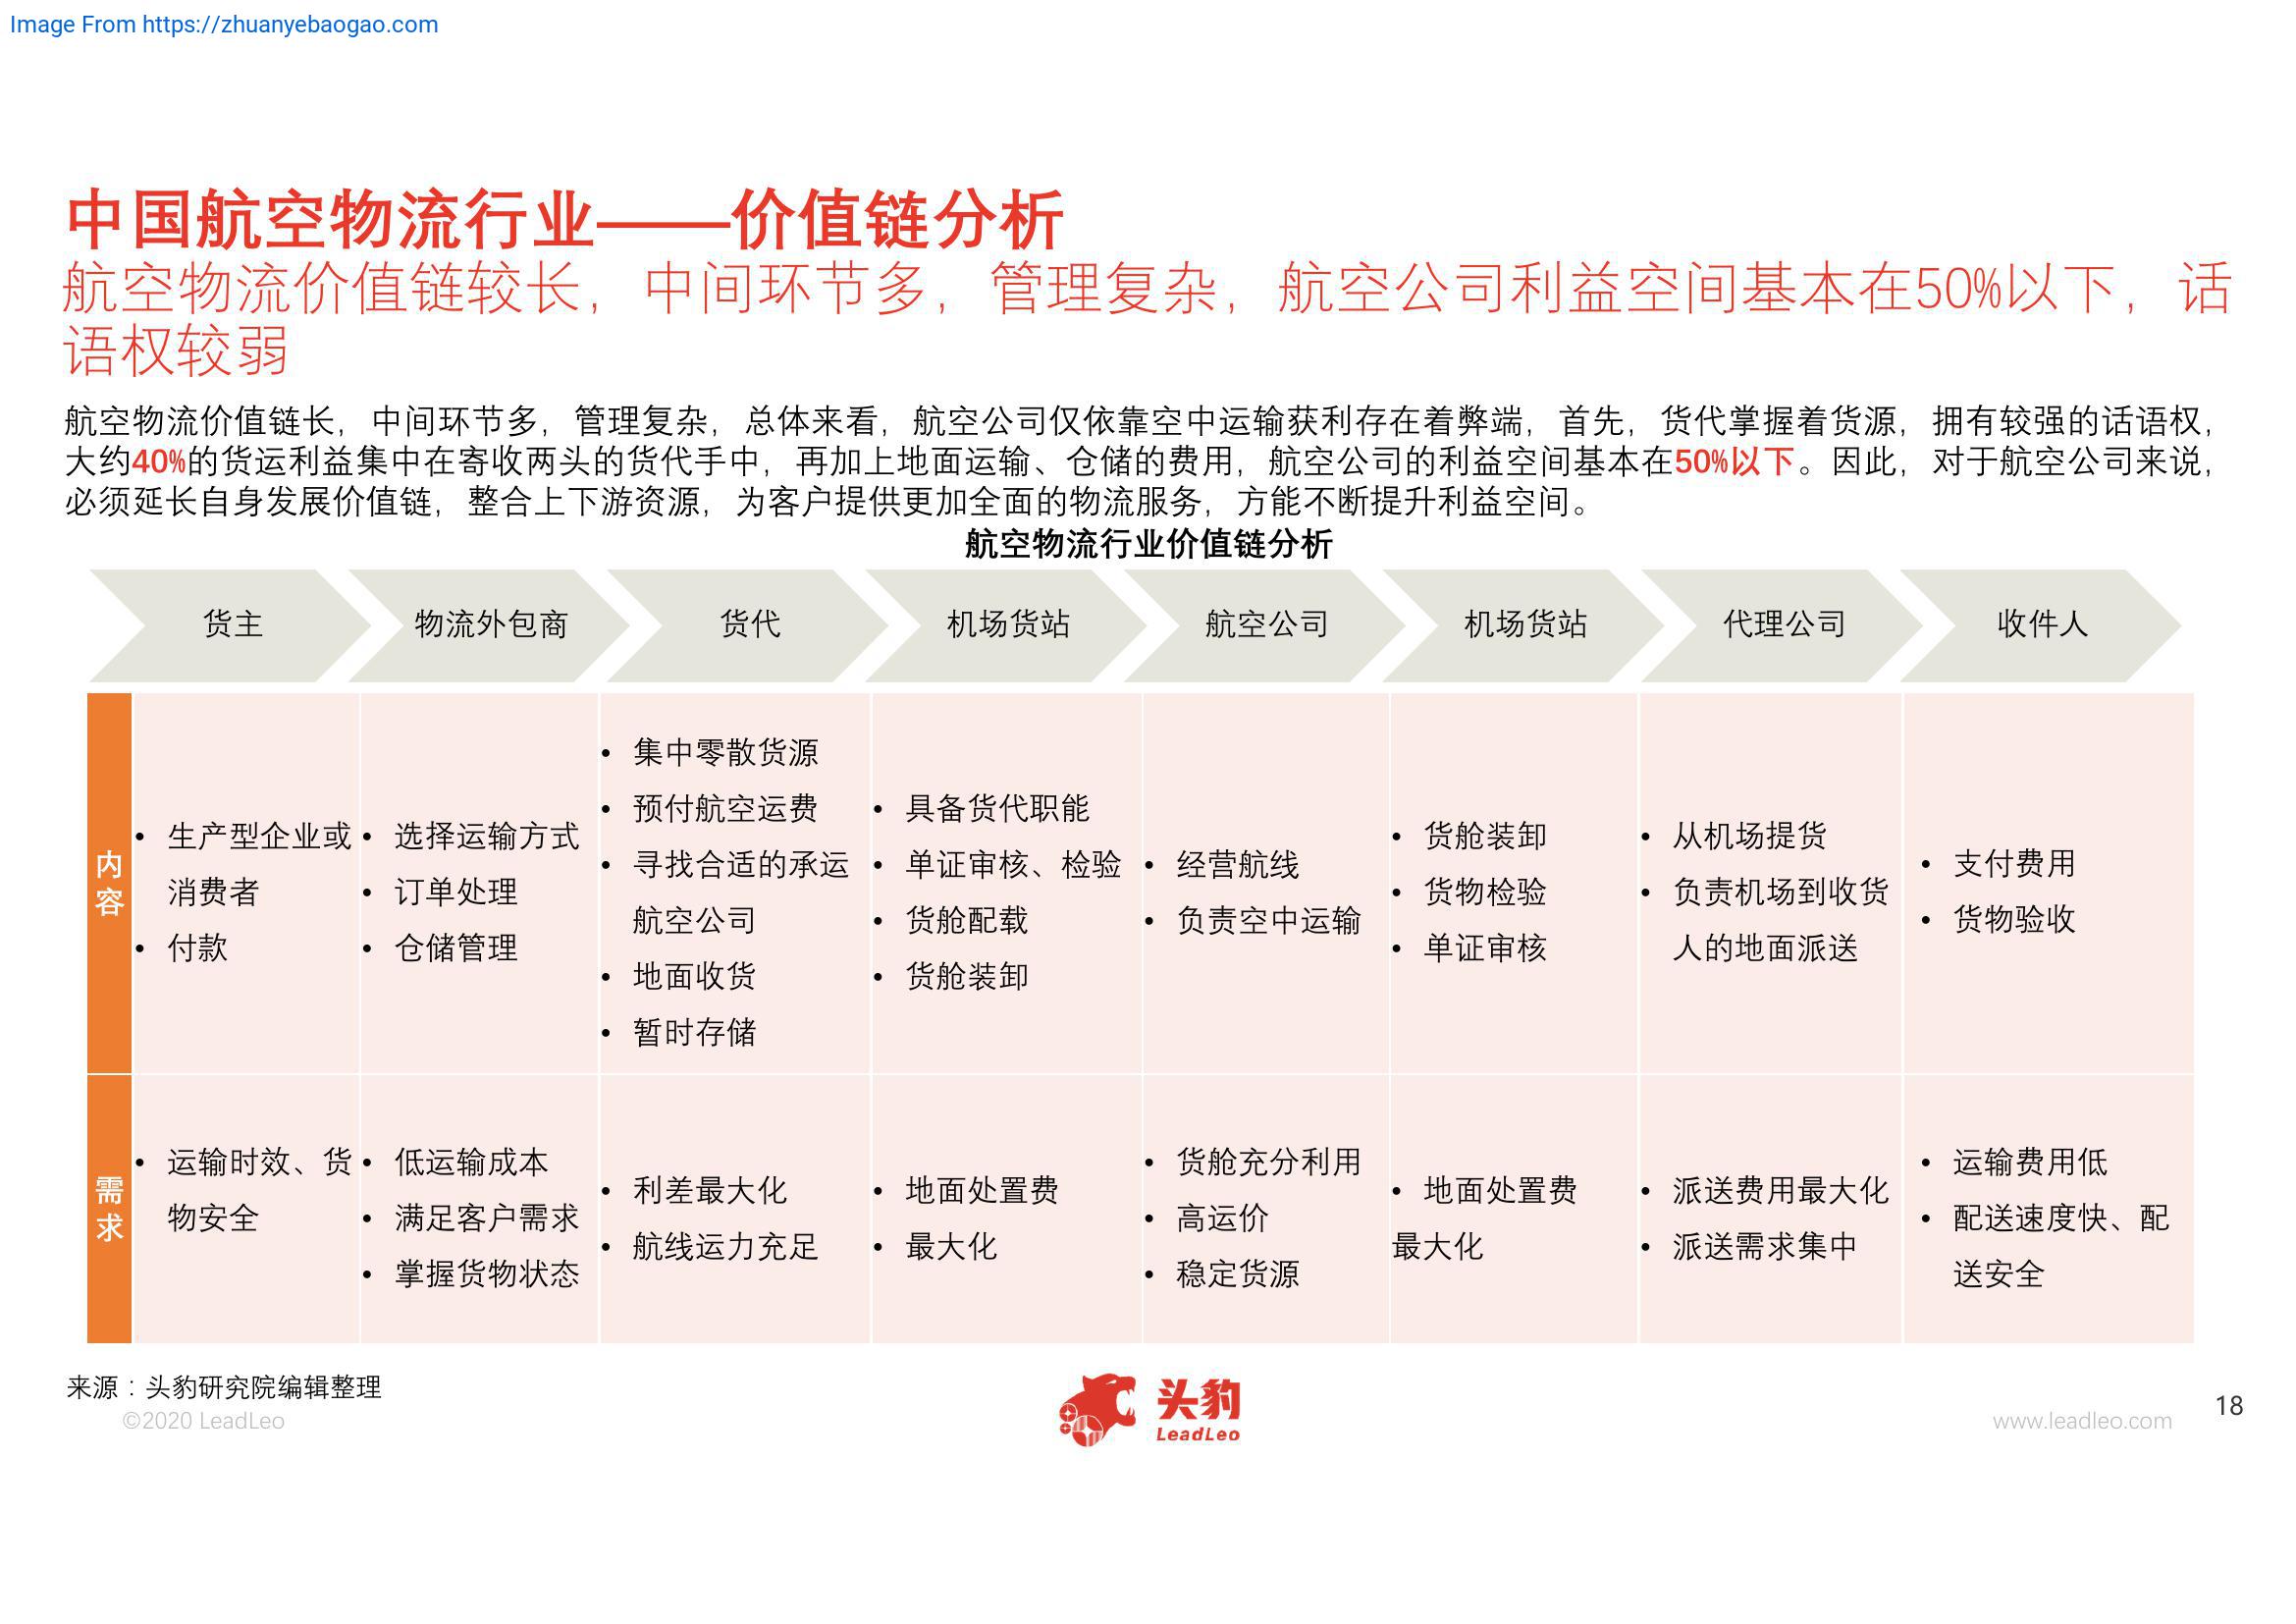 Image From https://zhuanyebaogao.com
中国航空物流行业——价值链分析
航空物流价值链较长，中间环节多，管理复杂，航空公司利益空间基本在50%以下，话
语权较弱
航空物流价值链长，中间环节多，管理复杂，总体来看，航空公司仅依靠空中运输获利存在着弊端，首先，货代掌握着货源，拥有较强的话语权，
大约40%的货运利益集中在寄收两头的货代手中，再加上地面运输、仓储的费用，航空公司的利益空间基本在50%以下。因此，对于航空公司来说，
必须延长自身发展价值链，整合上下游资源，为客户提供更加全面的物流服务，方能不断提升利益空间。
航空物流行业价值链分析
货主
物流外包商
货代
机场货站
航空公司
机场货站
代理公司
收件人
内
容
• 生产型企业或
消费者
• 付款
• 选择运输方式
• 订单处理
• 仓储管理
• 集中零散货源
• 预付航空运费
• 寻找合适的承运
航空公司
• 地面收货
• 暂时存储
• 具备货代职能
• 单证审核、检验
• 货舱配载
• 货舱装卸
• 经营航线
• 负责空中运输
• 货舱装卸
• 货物检验
• 单证审核
• 从机场提货
• 负责机场到收货
人的地面派送
• 支付费用
• 货物验收
需
求
• 运输时效、货
物安全
• 低运输成本
• 满足客户需求
• 掌握货物状态
• 利差最大化
• 航线运力充足
• 地面处置费
• 最大化
• 货舱充分利用
• 高运价
• 稳定货源
• 地面处置费
最大化
• 派送费用最大化
• 派送需求集中
• 运输费用低
• 配送速度快、配
送安全
来源：头豹研究院编辑整理
©2020 LeadLeo
头豹
LeadLeo
www.leadleo.com
18